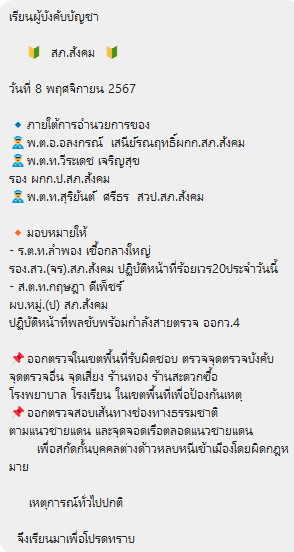 เรียนผู้บังคับบัญชา
🔰 สภ.สังคม 🔰
วันที่ 8 พฤศจิกายน 2567
🔹ภายใต้การอำนวยการของ
👮พ.ต.อ.อลงกรณ์ เสนีย์รณฤทธิ์ผกก.สภ.สังคม
👮พ.ต.ท.วีระเดช เจริญสุข
รอง ผกก.ป.สภ.สังคม
👮พ.ต.ท.สุริยันต์ ศรีธร สวป.สภ.สังคม
🔸มอบหมายให้
- ร.ต.ท.ลำพอง เชื้อกลางใหญ่
รอง.สว.(จร).สภ.สังคม ปฏิบัติหน้าที่ร้อยเวร20ประจำวันนี้
- ส.ต.ท.กฤษฎา ดีเพ็ชร์
ผบ.หมู่.(ป) สภ.สังคม
ปฏิบัติหน้าที่พลขับพร้อมกำลังสายตรวจ ออกว.4
📌ออกตรวจในเขตพื้นที่รับผิดชอบ ตรวจจุดตรวจบังคับ
จุดตรวจอื่น จุดเสี่ยง ร้านทอง ร้านสะดวกซื้อ
โรงพยาบาล โรงเรียน ในเขตพื้นที่เพื่อป้องกันเหตุ
📌ออกตรวจสอบเส้นทางช่องทางธรรมชาติ
ตามแนวชายแดน และจุดจอดเรือตลอดแนวชายแดน
เพื่อสกัดกั้นบุคคลต่างด้าวหลบหนีเข้าเมืองโดยผิดกฎห
มาย
เหตุการณ์ทั่วไปปกติ
จึงเรียนมาเพื่อโปรดทราบ